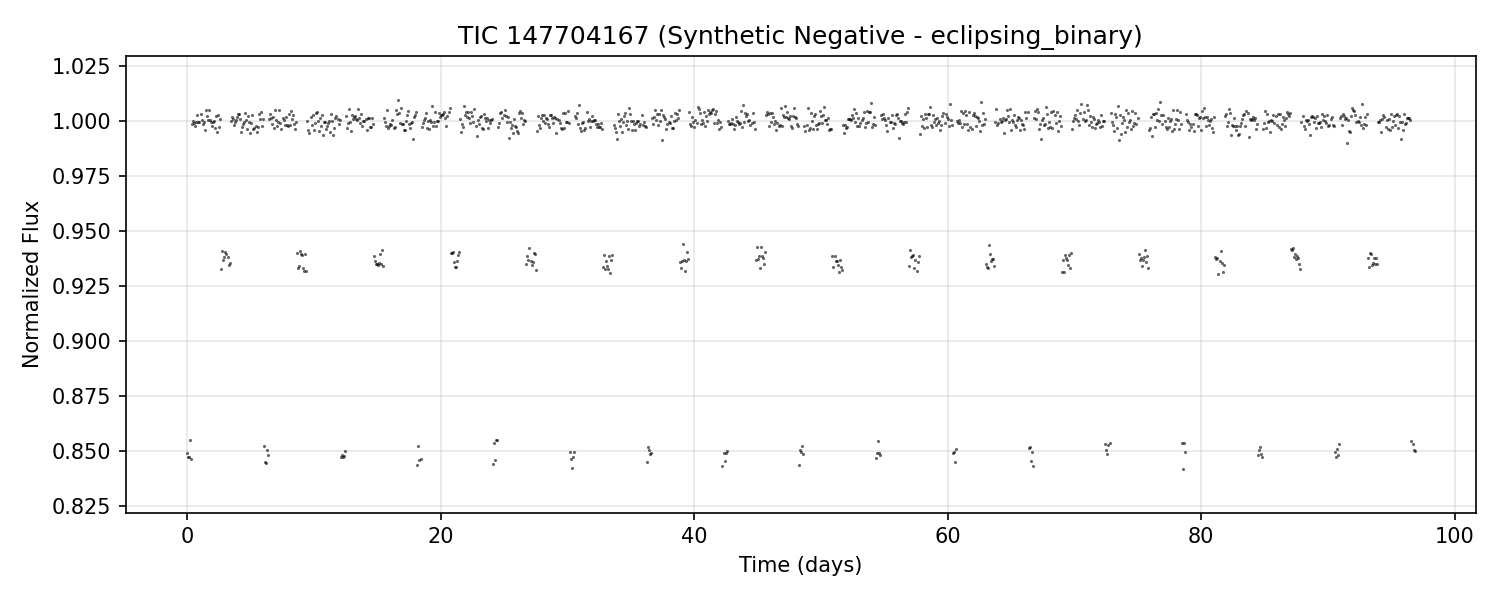 TIC 147704167 (Synthetic Negative - eclipsing_binary)
Normalized Flux
1.025
1.000
0.975
0.950
0.925
0.900
0.875
0.850
0.825
0 20 40 60 80 100
Time (days)